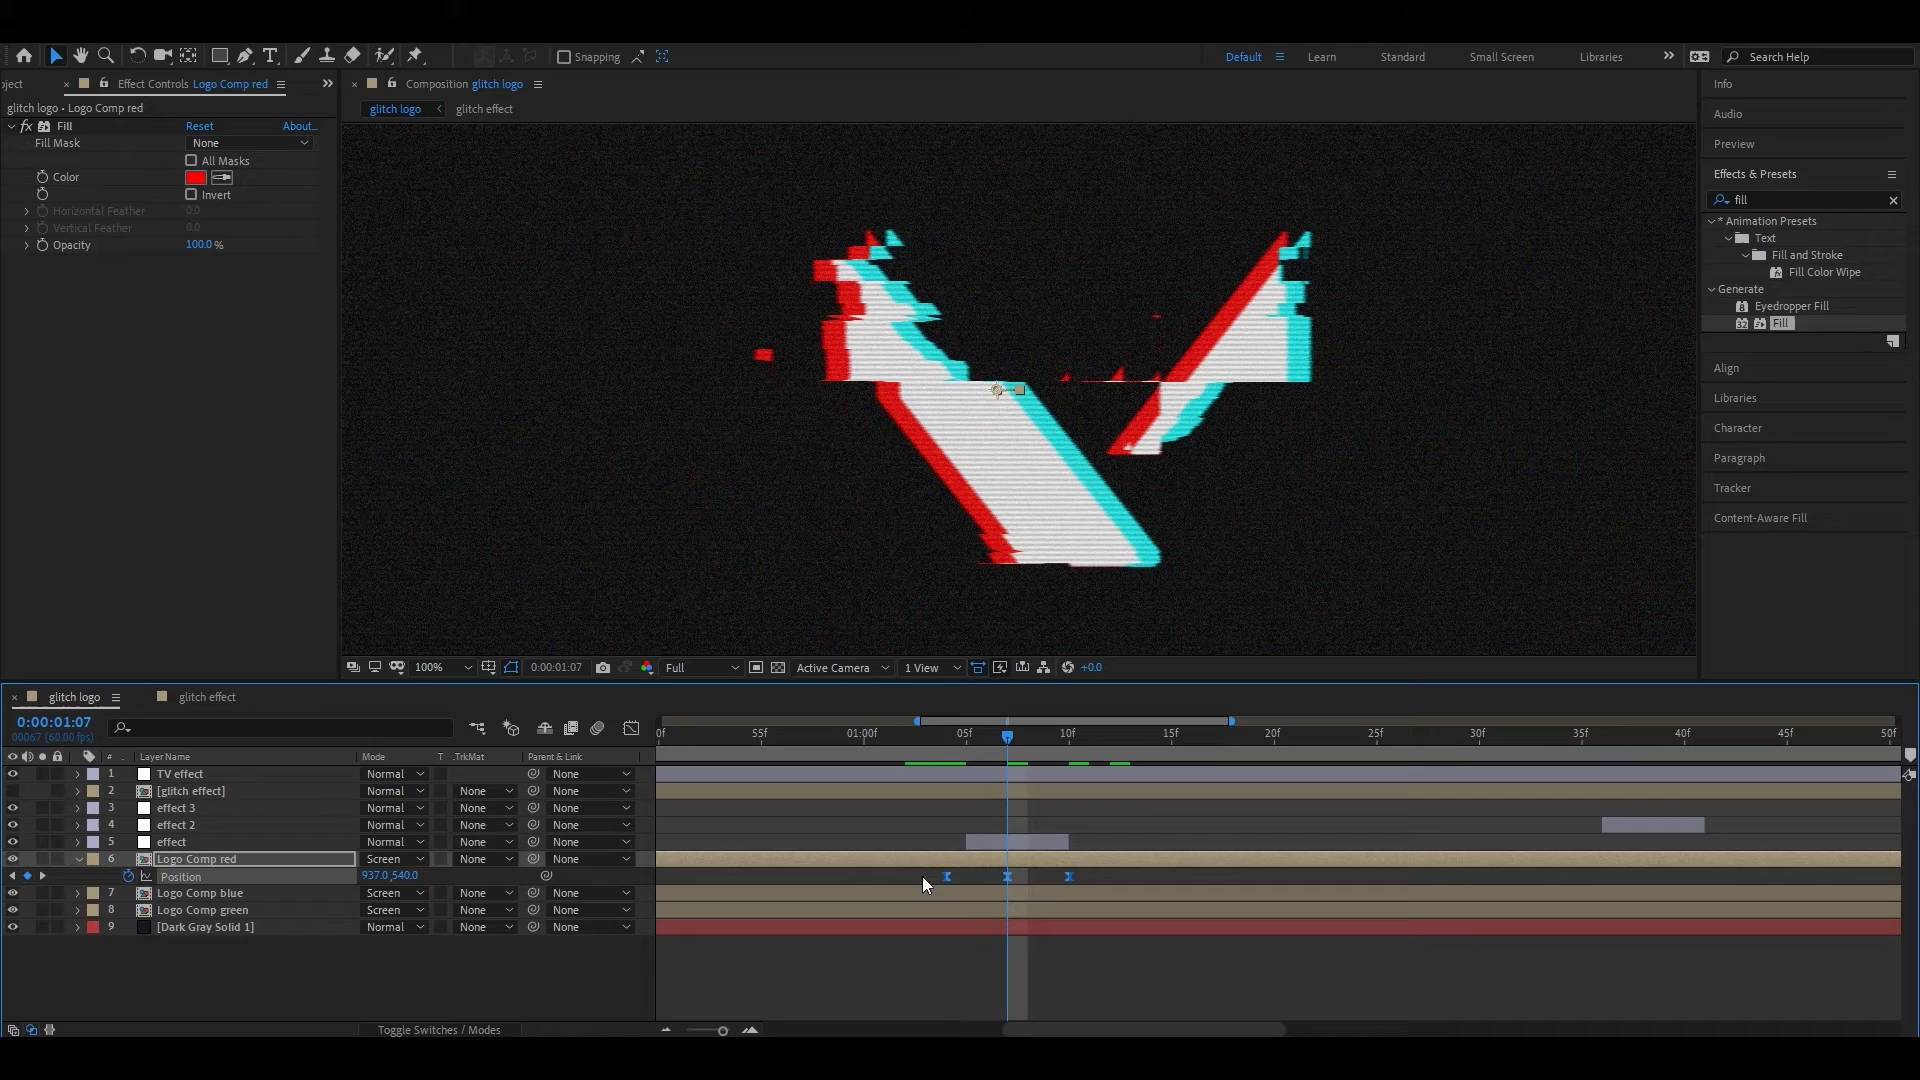 Snapping
Default
Learn
Standard
Small Screen
Libraries
Search Help
ject
Effect Controls Logo Comp red
Composition glitch logo
Info
glitch logo • Logo Comp red
glitch logo
glitch effect
Audio
Fill
Reset
About...
Fill Mask
None
Preview
All Masks
Color
Effects & Presets
Invert
fill
Horizontal Feather
0.0
* Animation Presets
Vertical Feather
0.0
Text
Opacity
100.0 %
Fill and Stroke
Fill Color Wipe
Generate
Eyedropper Fill
32
Fill
Align
Libraries
Character
Paragraph
Tracker
Content-Aware Fill
100%
0:00:01:07
Full
Active Camera
1 View
+0.0
glitch logo
glitch effect
0:00:01:07
00067 (60.00 fps)
0f
55f
01:00f
05f
10f
15f
20f
25f
30f
35f
40f
45f
50f
#
Layer Name
Mode
T
.TrkMat
Parent & Link
1
TV effect
Normal
None
2
[glitch effect]
Normal
None
None
3
effect 3
Normal
None
None
4
effect 2
Normal
None
None
5
effect
Normal
None
None
6
Logo Comp red
Screen
None
None
Position
937.0,540.0
7
Logo Comp blue
Screen
None
None
8
Logo Comp green
Screen
None
None
9
[Dark Gray Solid 1]
Normal
None
None
Toggle Switches / Modes